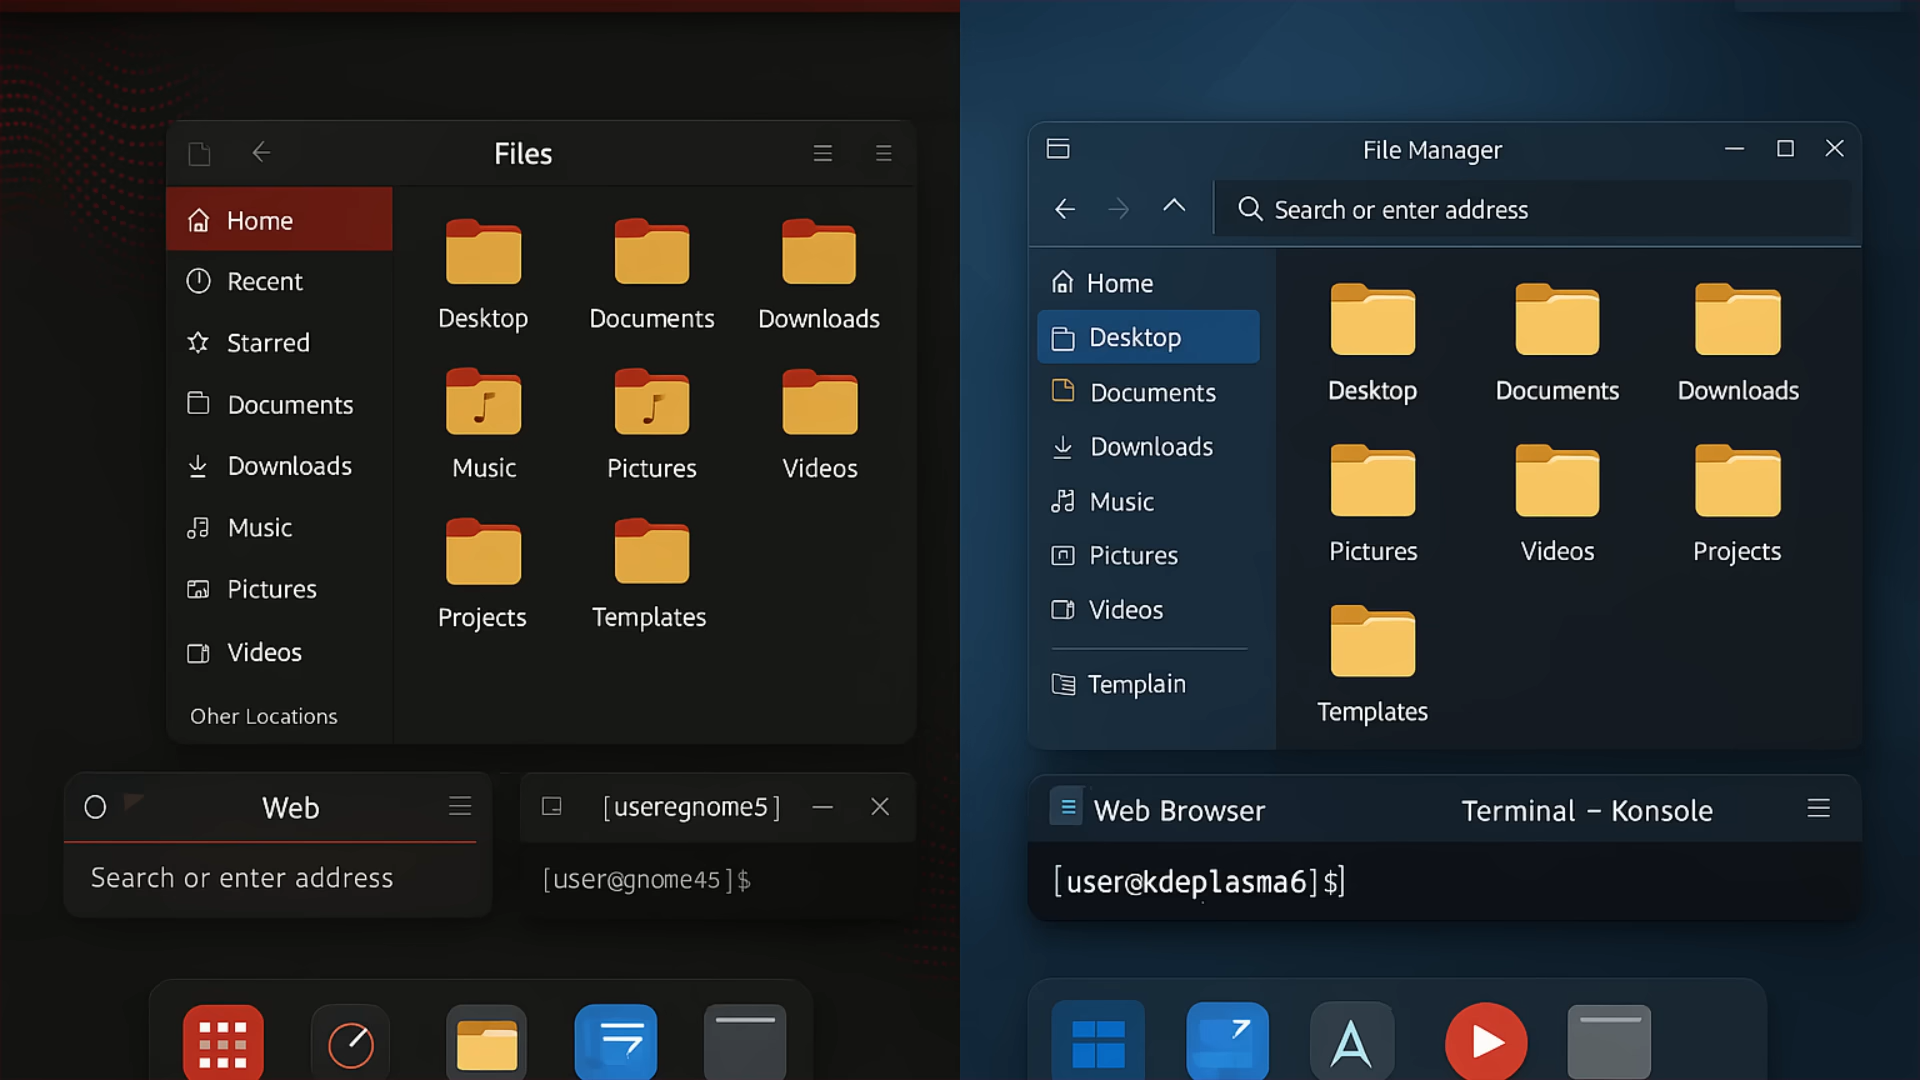 Files
Home
Recent
Starred
Documents
Downloads
Music
Pictures
Videos
Oher Locations
Desktop
Documents
Downloads
Music
Pictures
Videos
Projects
Templates
Web
Search or enter address
[useregnome5]
[user@gnome45]$
File Manager
Search or enter address
Home
Desktop
Documents
Downloads
Music
Pictures
Videos
Templain
Desktop
Documents
Downloads
Pictures
Videos
Projects
Templates
Web Browser
Terminal – Konsole
[user@kdeplasma6]$]